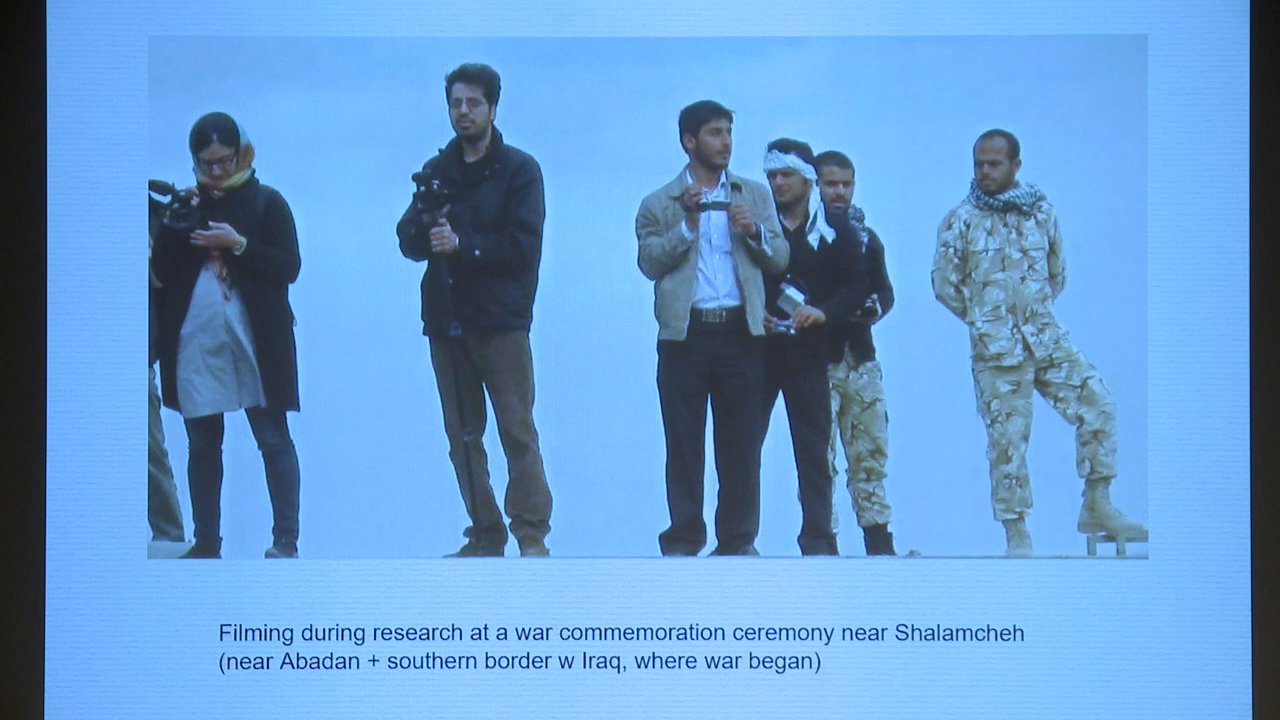 Filming during research at a war commemoration ceremony near Shalamcheh
(near Abadan + southern border w Iraq, where war began)